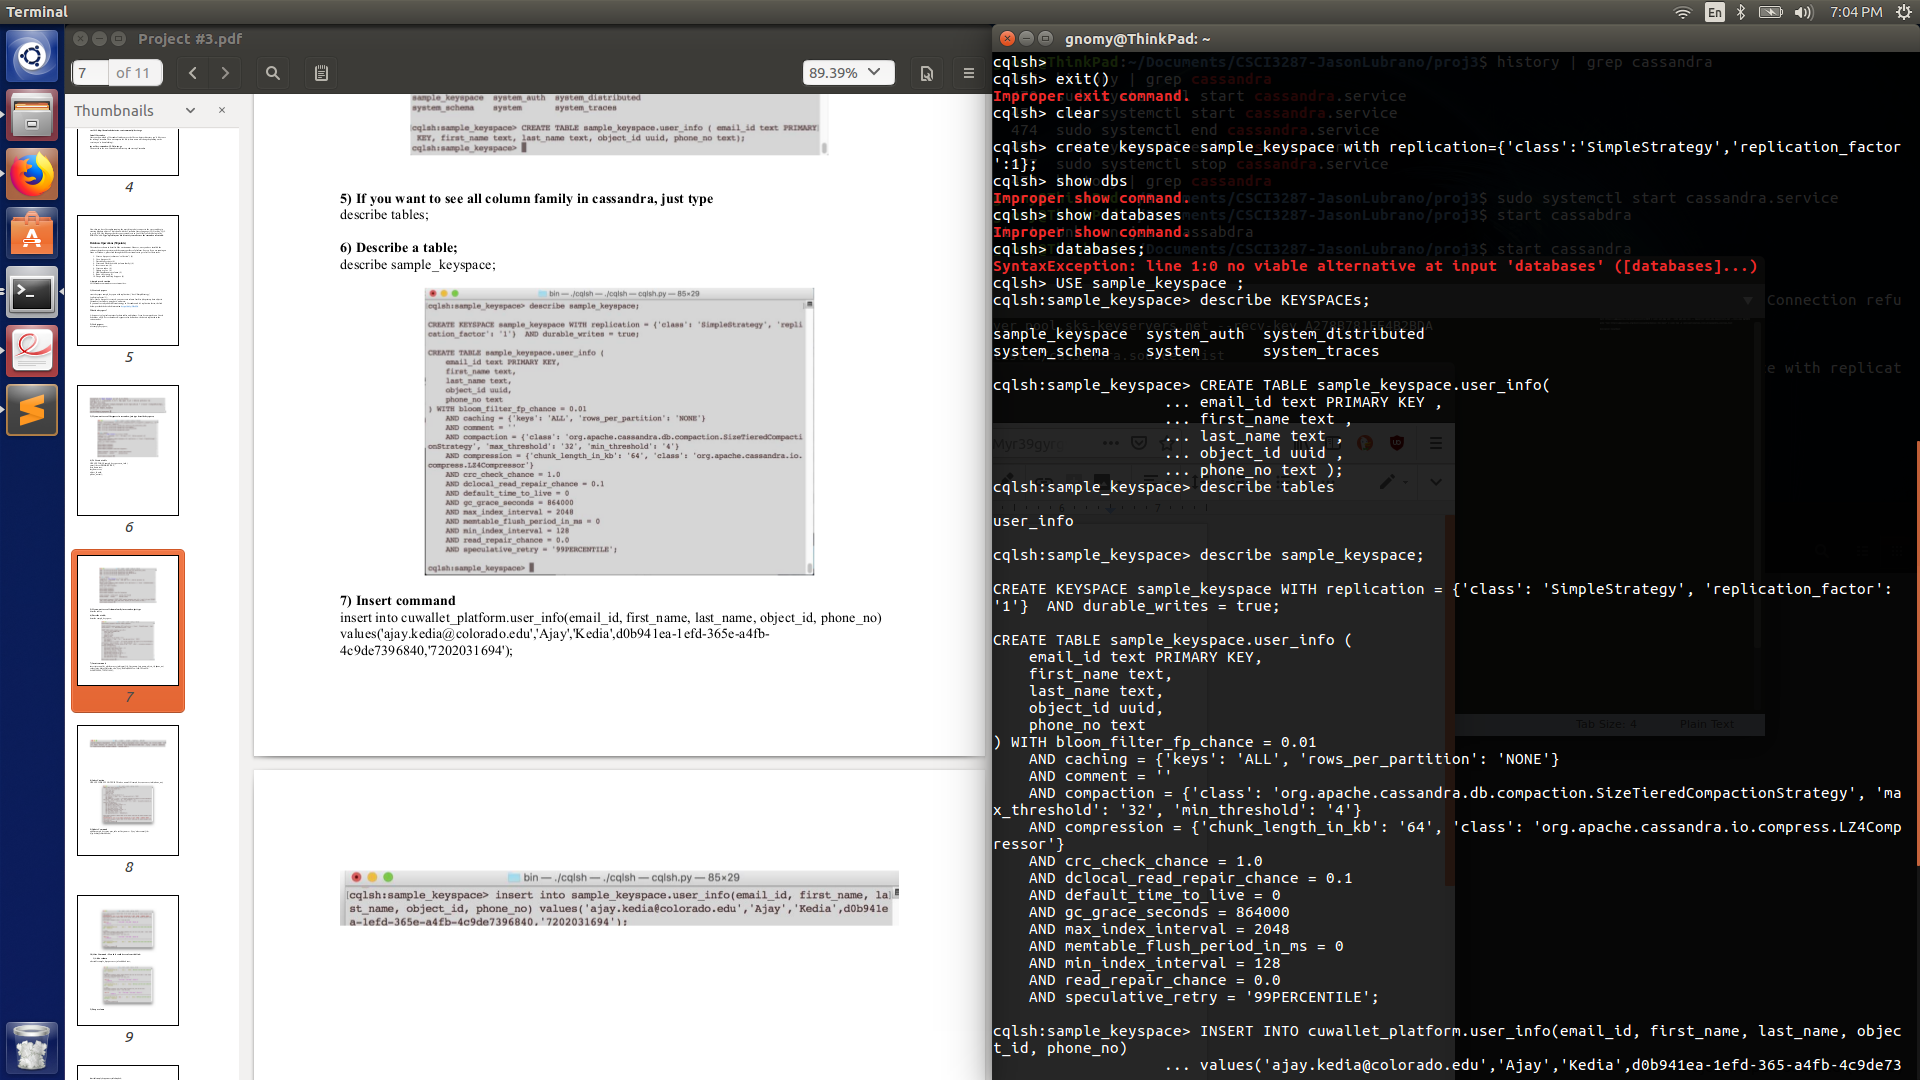 Terminal
En
7:04 PM
Project #3.pdf
7
of 11
89.39%
Thumbnails
4
5
6
7
8
9
sample_keyspace system_auth system_distributed
system_schema system system_traces
cqlsh:sample_keyspace> CREATE TABLE sample_keyspace.user_info ( email_id text PRIMARY
KEY, first_name text, last_name text, object_id uuid, phone_no text);
cqlsh:sample_keyspace>
5) If you want to see all column family in cassandra, just type
describe tables;
6) Describe a table;
describe sample_keyspace;
bin — ./cqlsh — ./cqlsh — cqlsh.py — 85×29
cqlsh:sample_keyspace> describe sample_keyspace;
CREATE KEYSPACE sample_keyspace WITH replication = {'class': 'SimpleStrategy', 'repli
cation_factor': '1'} AND durable_writes = true;
CREATE TABLE sample_keyspace.user_info (
email_id text PRIMARY KEY,
first_name text,
last_name text,
object_id uuid,
phone_no text
) WITH bloom_filter_fp_chance = 0.01
AND caching = {'keys': 'ALL', 'rows_per_partition': 'NONE'}
AND comment = ''
AND compaction = {'class': 'org.apache.cassandra.db.compaction.SizeTieredCompacti
onStrategy', 'max_threshold': '32', 'min_threshold': '4'}
AND compression = {'chunk_length_in_kb': '64', 'class': 'org.apache.cassandra.io.
compress.LZ4Compressor'}
AND crc_check_chance = 1.0
AND dclocal_read_repair_chance = 0.1
AND default_time_to_live = 0
AND gc_grace_seconds = 864000
AND max_index_interval = 2048
AND memtable_flush_period_in_ms = 0
AND min_index_interval = 128
AND read_repair_chance = 0.0
AND speculative_retry = '99PERCENTILE';
cqlsh:sample_keyspace>
7) Insert command
insert into cuwallet_platform.user_info(email_id, first_name, last_name, object_id, phone_no)
values('ajay.kedia@colorado.edu','Ajay','Kedia',d0b941ea-1efd-365e-a4fb-
4c9de7396840,'7202031694');
bin — ./cqlsh — ./cqlsh — cqlsh.py — 85×29
cqlsh:sample_keyspace> insert into sample_keyspace.user_info(email_id, first_name, la
st_name, object_id, phone_no) values('ajay.kedia@colorado.edu','Ajay','Kedia',d0b941e
a-1efd-365e-a4fb-4c9de7396840,'7202031694');
gnomy@ThinkPad: ~
cqlsh>
cqlsh> exit()
Improper exit command.
cqlsh> clear
cqlsh> create keyspace sample_keyspace with replication={'class':'SimpleStrategy','replication_factor
':1};
cqlsh> show dbs
Improper show command.
cqlsh> show databases
Improper show command.
cqlsh> databases;
SyntaxException: line 1:0 no viable alternative at input 'databases' ([databases]...)
cqlsh> USE sample_keyspace ;
cqlsh:sample_keyspace> describe KEYSPACEs;
sample_keyspace system_auth system_distributed
system_schema system system_traces
cqlsh:sample_keyspace> CREATE TABLE sample_keyspace.user_info(
... email_id text PRIMARY KEY ,
... first_name text ,
... last_name text ,
... object_id uuid ,
... phone_no text );
cqlsh:sample_keyspace> describe tables
user_info
cqlsh:sample_keyspace> describe sample_keyspace;
CREATE KEYSPACE sample_keyspace WITH replication = {'class': 'SimpleStrategy', 'replication_factor':
'1'} AND durable_writes = true;
CREATE TABLE sample_keyspace.user_info (
email_id text PRIMARY KEY,
first_name text,
last_name text,
object_id uuid,
phone_no text
) WITH bloom_filter_fp_chance = 0.01
AND caching = {'keys': 'ALL', 'rows_per_partition': 'NONE'}
AND comment = ''
AND compaction = {'class': 'org.apache.cassandra.db.compaction.SizeTieredCompactionStrategy', 'ma
x_threshold': '32', 'min_threshold': '4'}
AND compression = {'chunk_length_in_kb': '64', 'class': 'org.apache.cassandra.io.compress.LZ4Comp
ressor'}
AND crc_check_chance = 1.0
AND dclocal_read_repair_chance = 0.1
AND default_time_to_live = 0
AND gc_grace_seconds = 864000
AND max_index_interval = 2048
AND memtable_flush_period_in_ms = 0
AND min_index_interval = 128
AND read_repair_chance = 0.0
AND speculative_retry = '99PERCENTILE';
cqlsh:sample_keyspace> INSERT INTO cuwallet_platform.user_info(email_id, first_name, last_name, objec
t_id, phone_no)
... values('ajay.kedia@colorado.edu','Ajay','Kedia',d0b941ea-1efd-365-a4fb-4c9de73